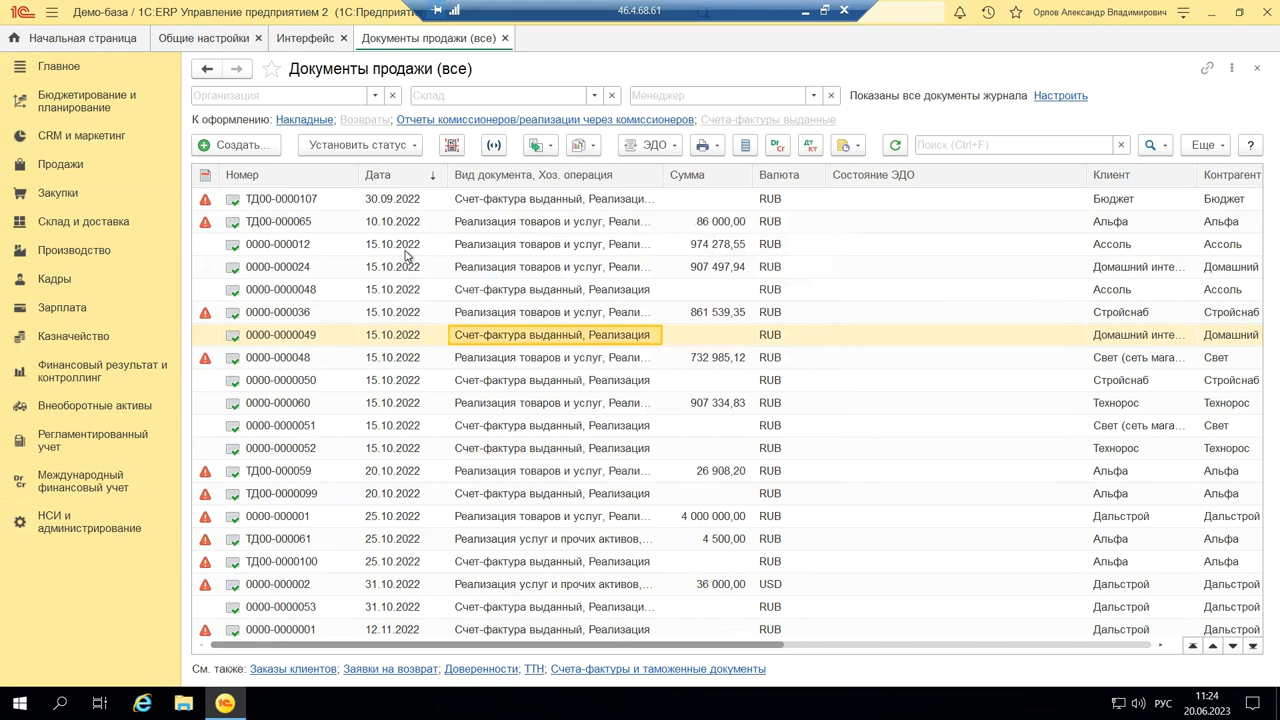 Демо-база / 1С:ERP Управление предприятием 2 (1С:Предприятие
46.4.68.61
Орлов Александр Владимирович
Начальная страница
Общие настройки
Интерфейс
Документы продажи (все)
Главное
Бюджетирование и
планирование
CRM и маркетинг
Продажи
Закупки
Склад и доставка
Производство
Кадры
Зарплата
Казначейство
Финансовый результат и
контроллинг
Внеоборотные активы
Регламентированный
учет
Международный
финансовый учет
НСИ и
администрирование
Документы продажи (все)
Организация Склад Менеджер Показаны все документы журнала Настроить
К оформлению: Накладные; Возвраты; Отчеты комиссионеров/реализации через комиссионеров; Счета-фактуры выданные
Создать... Установить статус ЭДО Dr Cr Дт Кт Поиск (Ctrl+F) Еще ?
Номер Дата Вид документа, Хоз. операция Сумма Валюта Состояние ЭДО Клиент Контрагент
ТД00-0000107 30.09.2022 Счет-фактура выданный, Реализаци... RUB Бюджет Бюджет
ТД00-000065 10.10.2022 Реализация товаров и услуг, Реали... 86 000,00 RUB Альфа Альфа
0000-000012 15.10.2022 Реализация товаров и услуг, Реали... 974 278,55 RUB Ассоль Ассоль
0000-000024 15.10.2022 Реализация товаров и услуг, Реали... 907 497,94 RUB Домашний инте... Домашний
0000-0000048 15.10.2022 Счет-фактура выданный, Реализация RUB Ассоль Ассоль
0000-000036 15.10.2022 Реализация товаров и услуг, Реали... 861 539,35 RUB Стройснаб Стройснаб
0000-0000049 15.10.2022 Счет-фактура выданный, Реализация RUB Домашний инте... Домашний
0000-000048 15.10.2022 Реализация товаров и услуг, Реали... 732 985,12 RUB Свет (сеть мага... Свет
0000-0000050 15.10.2022 Счет-фактура выданный, Реализация RUB Стройснаб Стройснаб
0000-000060 15.10.2022 Реализация товаров и услуг, Реали... 907 334,83 RUB Технорос Технорос
0000-0000051 15.10.2022 Счет-фактура выданный, Реализация RUB Свет (сеть мага... Свет
0000-0000052 15.10.2022 Счет-фактура выданный, Реализация RUB Технорос Технорос
ТД00-000059 20.10.2022 Реализация товаров и услуг, Реали... 26 908,20 RUB Альфа Альфа
ТД00-0000099 20.10.2022 Счет-фактура выданный, Реализация RUB Альфа Альфа
0000-000001 25.10.2022 Реализация товаров и услуг, Реали... 4 000 000,00 RUB Дальстрой Дальстрой
ТД00-000061 25.10.2022 Реализация услуг и прочих активов,... 4 500,00 RUB Дальстрой Дальстрой
ТД00-0000100 25.10.2022 Счет-фактура выданный, Реализация RUB Дальстрой Дальстрой
0000-000002 31.10.2022 Реализация услуг и прочих активов,... 36 000,00 USD Дальстрой Дальстрой
0000-0000053 31.10.2022 Счет-фактура выданный, Реализаци... RUB Дальстрой Дальстрой
0000-0000001 12.11.2022 Счет-фактура выданный, Реализация RUB Дальстрой Дальстрой
См. также: Заказы клиентов; Заявки на возврат; Доверенности; ТТН; Счета-фактуры и таможенные документы
РУС
11:24
20.06.2023